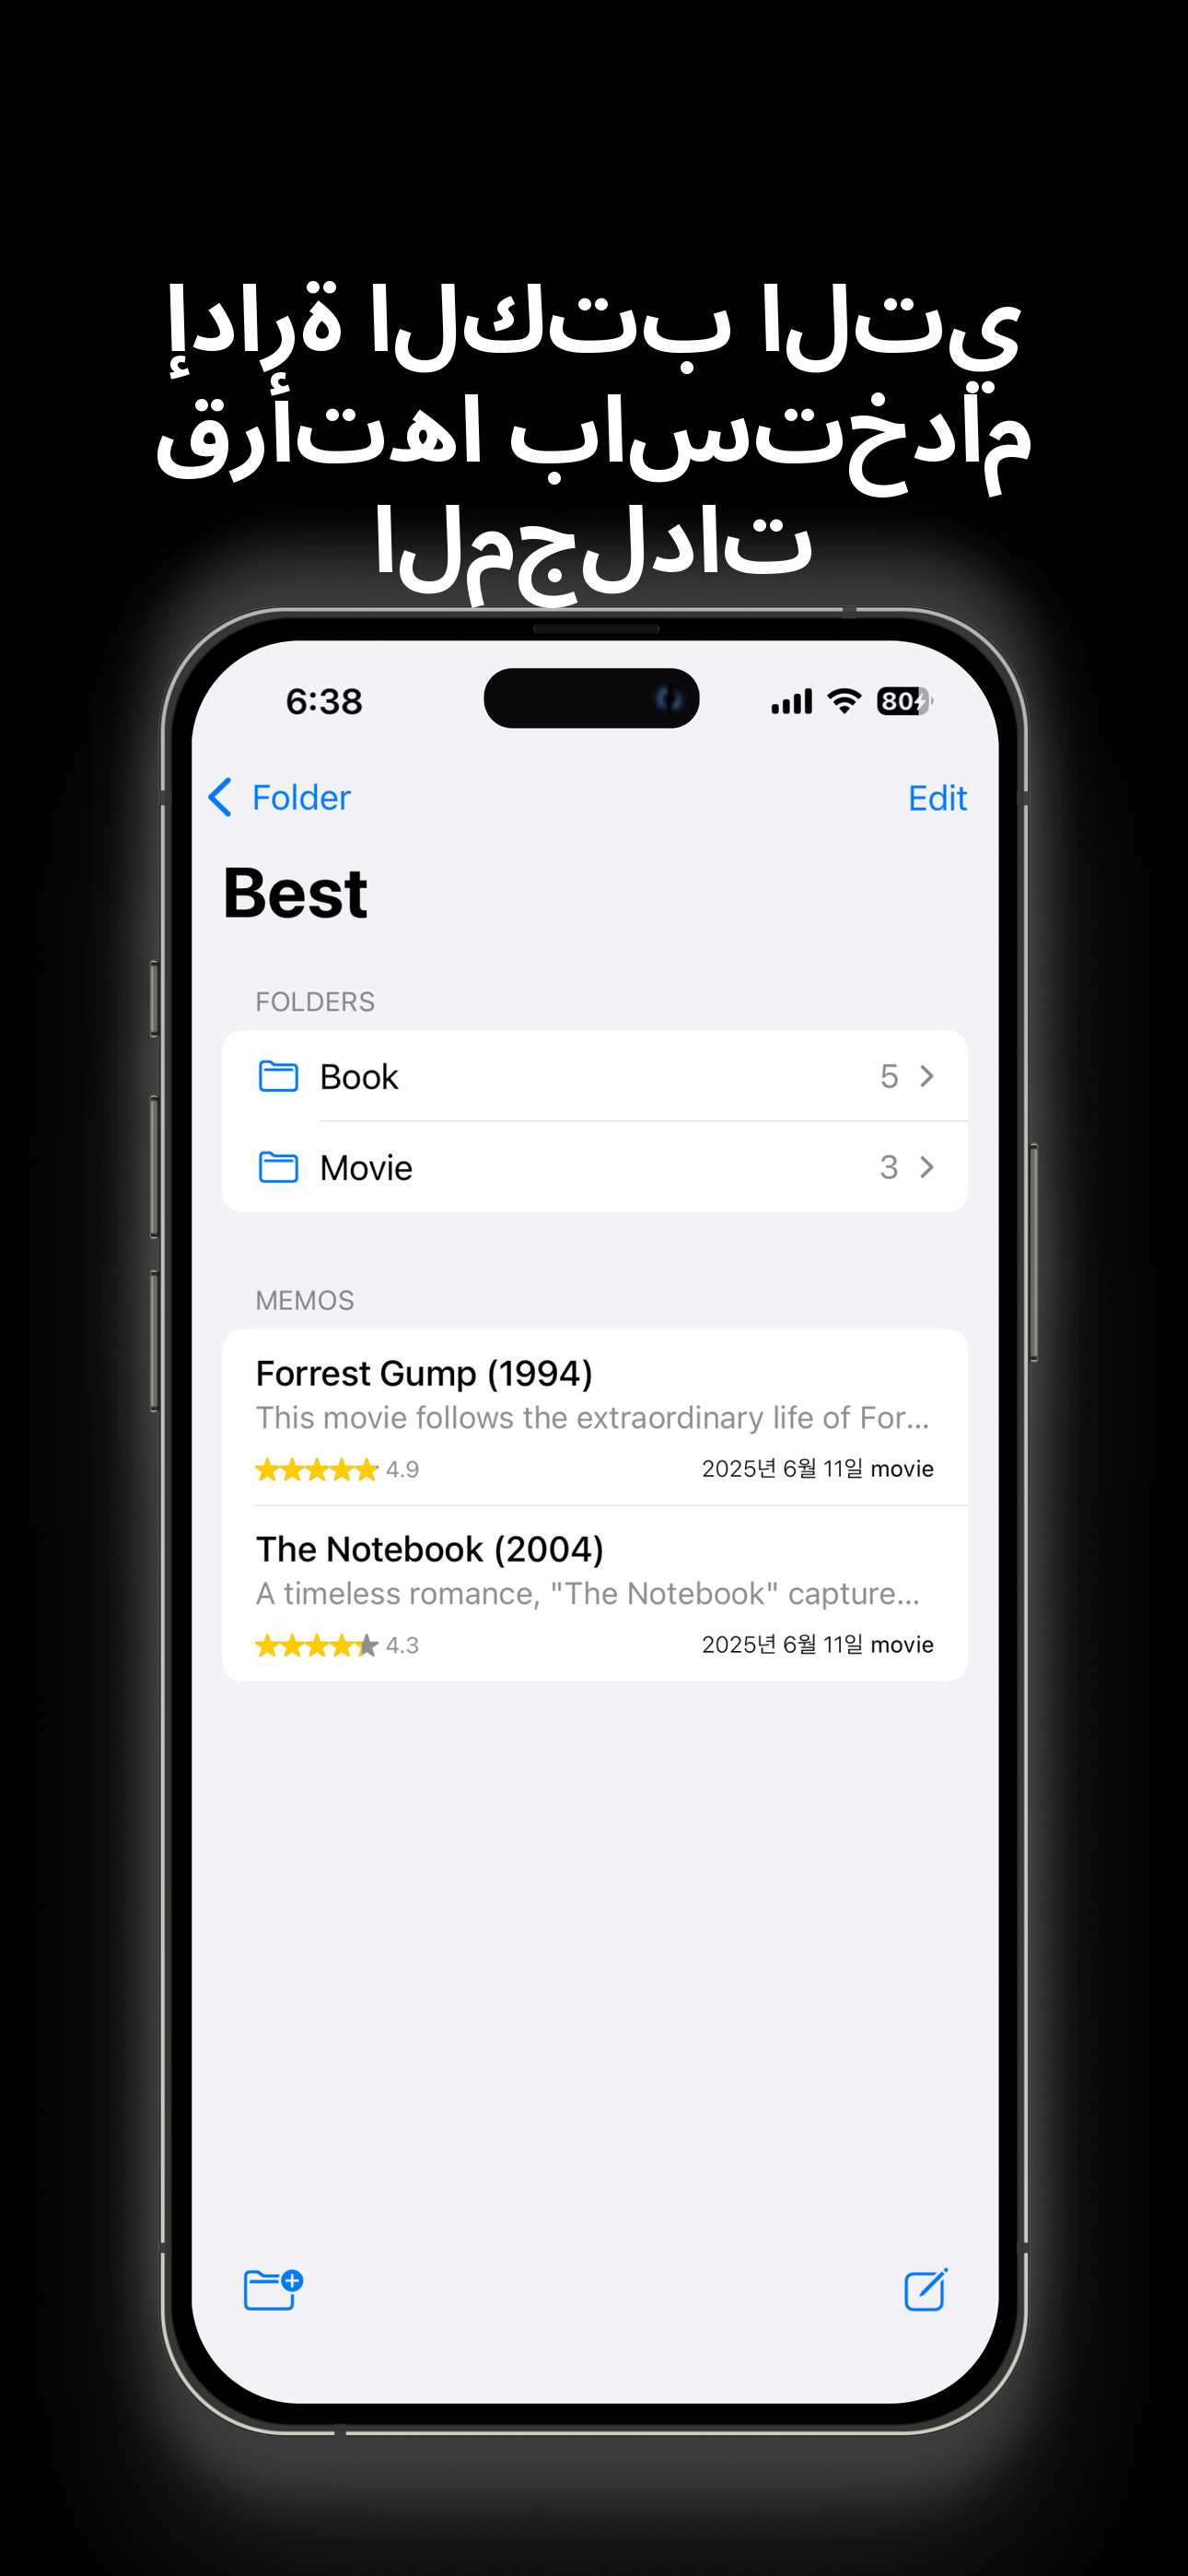 إدارة الكتب التي
قرأتها باستخدام
المجلدات
6:38
80
Folder
Edit
Best
FOLDERS
Book 5
Movie 3
MEMOS
Forrest Gump (1994)
This movie follows the extraordinary life of For...
4.9 2025년 6월 11일 movie
The Notebook (2004)
A timeless romance, "The Notebook" capture...
4.3 2025년 6월 11일 movie